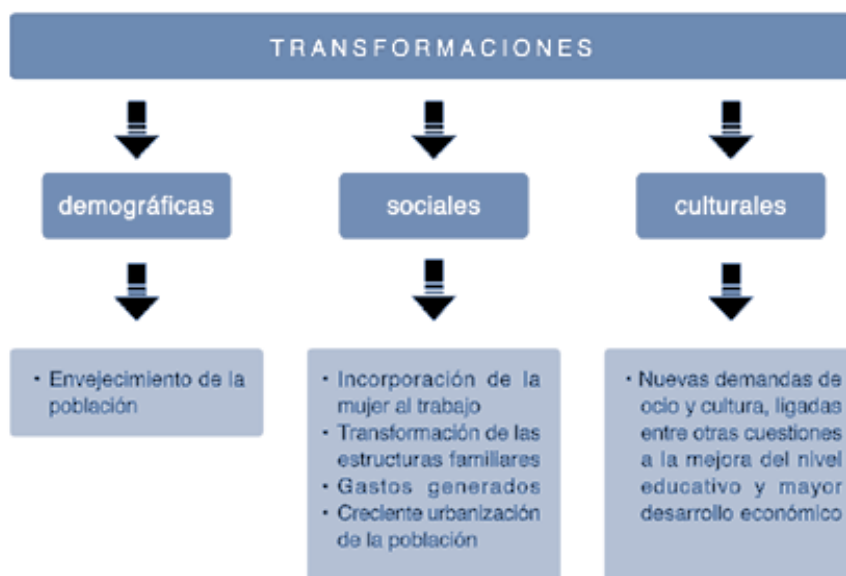 TRANSFORMACIONES
demográficas
sociales
culturales
• Envejecimiento de la
población
• Incorporación de la
mujer al trabajo
• Transformación de las
estructuras familiares
• Gastos generados
• Creciente urbanización
de la población
• Nuevas demandas de
ocio y cultura, ligadas
entre otras cuestiones
a la mejora del nivel
educativo y mayor
desarrollo económico